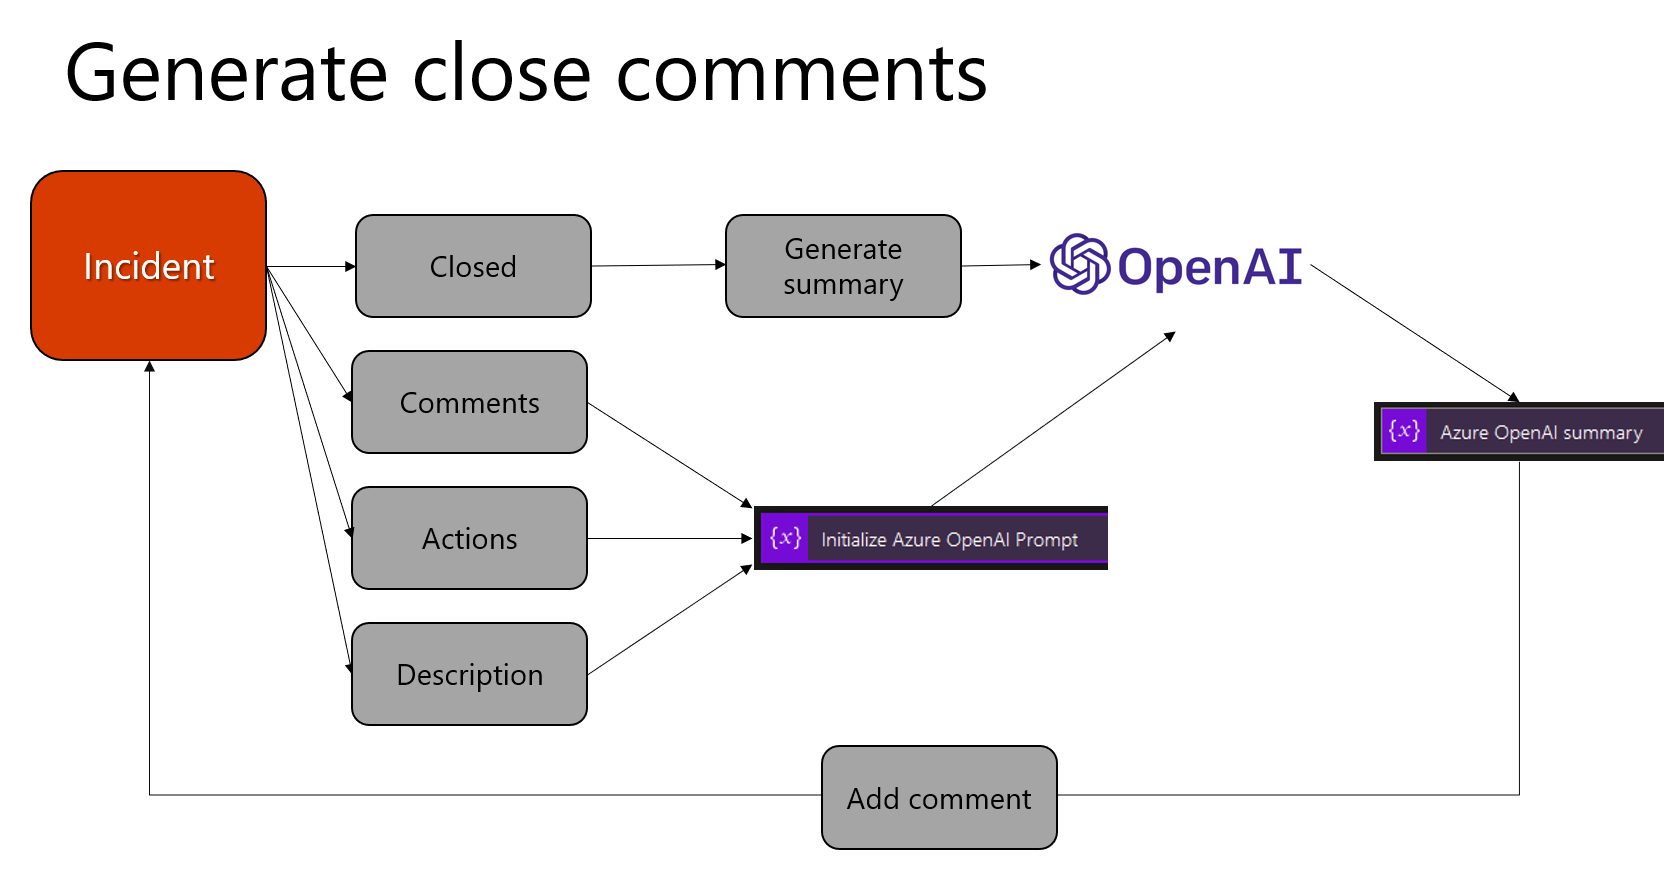 Generate close comments
Incident
Closed
Generate
summary
OpenAI
Comments
{x} Azure OpenAI summary
Actions
{x} Initialize Azure OpenAI Prompt
Description
Add comment